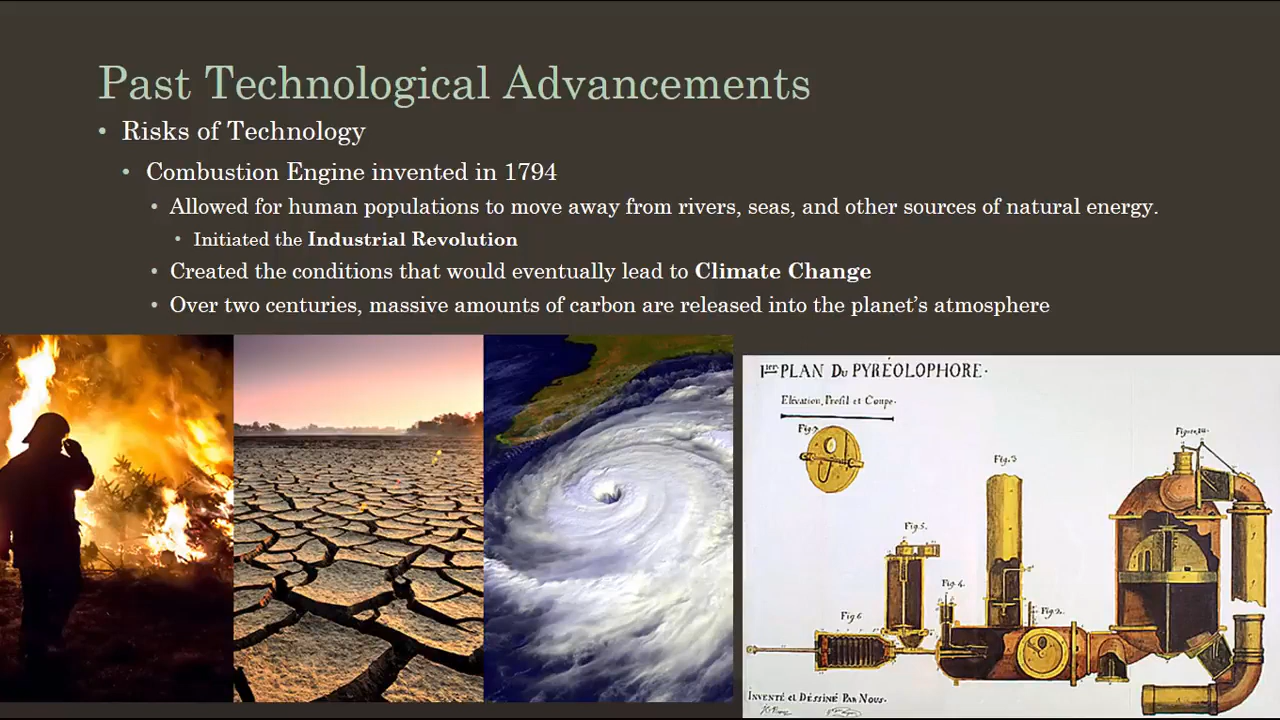 Past Technological Advancements
Risks of Technology
Combustion Engine invented in 1794
Allowed for human populations to move away from rivers, seas, and other sources of natural energy.
Initiated the Industrial Revolution
Created the conditions that would eventually lead to Climate Change
Over two centuries, massive amounts of carbon are released into the planet's atmosphere
1er PLAN DU PYRÉOLOPHORE.
Elévation, Profil et Coupe.
Fig.
Fig. 3
Fig. 5.
Fig. 4.
Fig. 2.
Fig 6
INVENTÉ et DESSINÉ PAR NOUS.